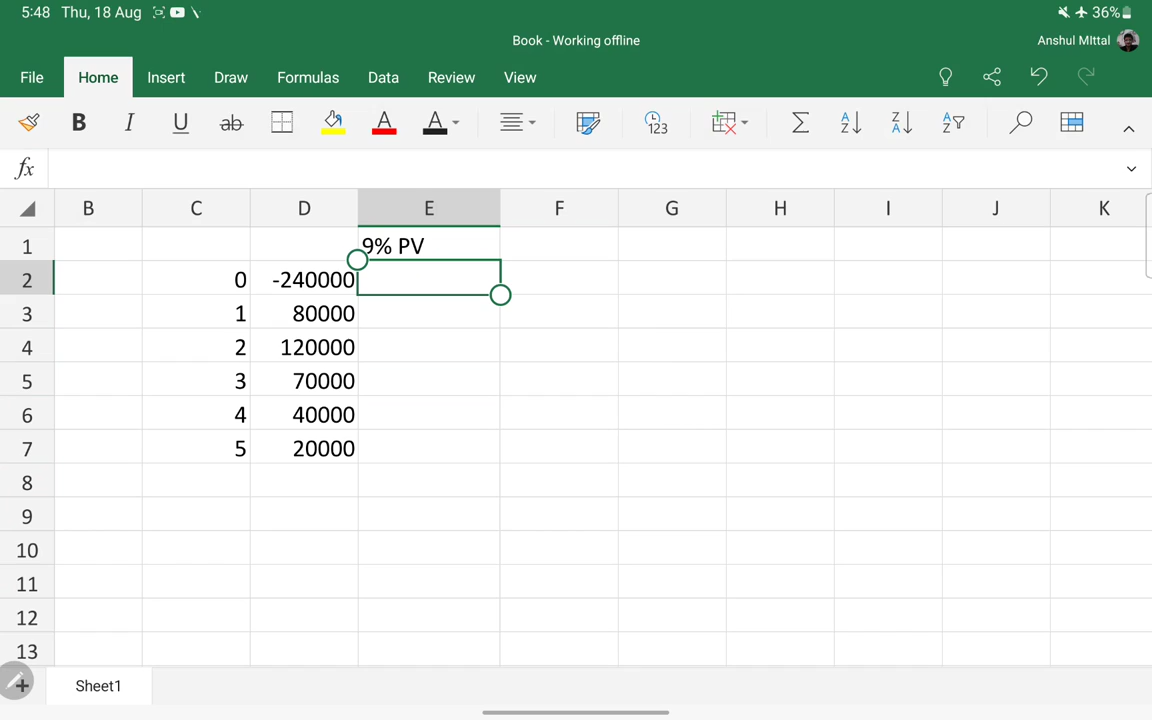 5:48 Thu, 18 Aug 36%
Book - Working offline
Anshul MIttal
File Home Insert Draw Formulas Data Review View
B I U ab A A 123 A Z Z A A Z
fx
B C D E F G H I J K
1 9% PV
2 0 -240000
3 1 80000
4 2 120000
5 3 70000
6 4 40000
7 5 20000
8
9
10
11
12
13
Sheet1